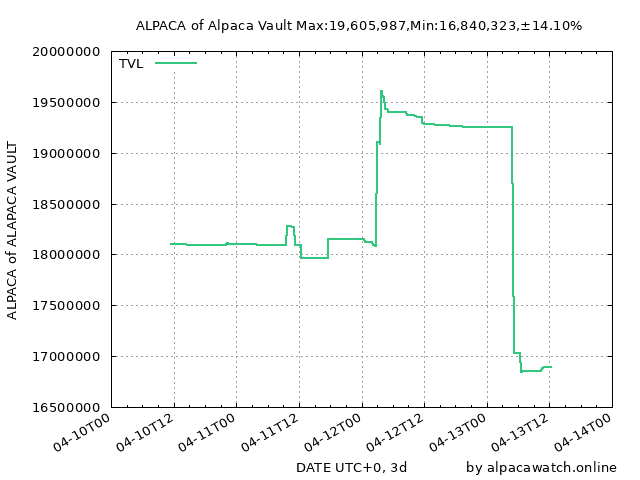 ALPACA of Alpaca Vault Max:19,605,987,Min:16,840,323,±14.10%
TVL
20000000
19500000
19000000
18500000
18000000
17500000
17000000
16500000
ALPACA of ALAPACA VAULT
04-10T00
04-10T12
04-11T00
04-11T12
04-12T00
04-12T12
04-13T00
04-13T12
04-14T00
DATE UTC+0, 3d
by alpacawatch.online